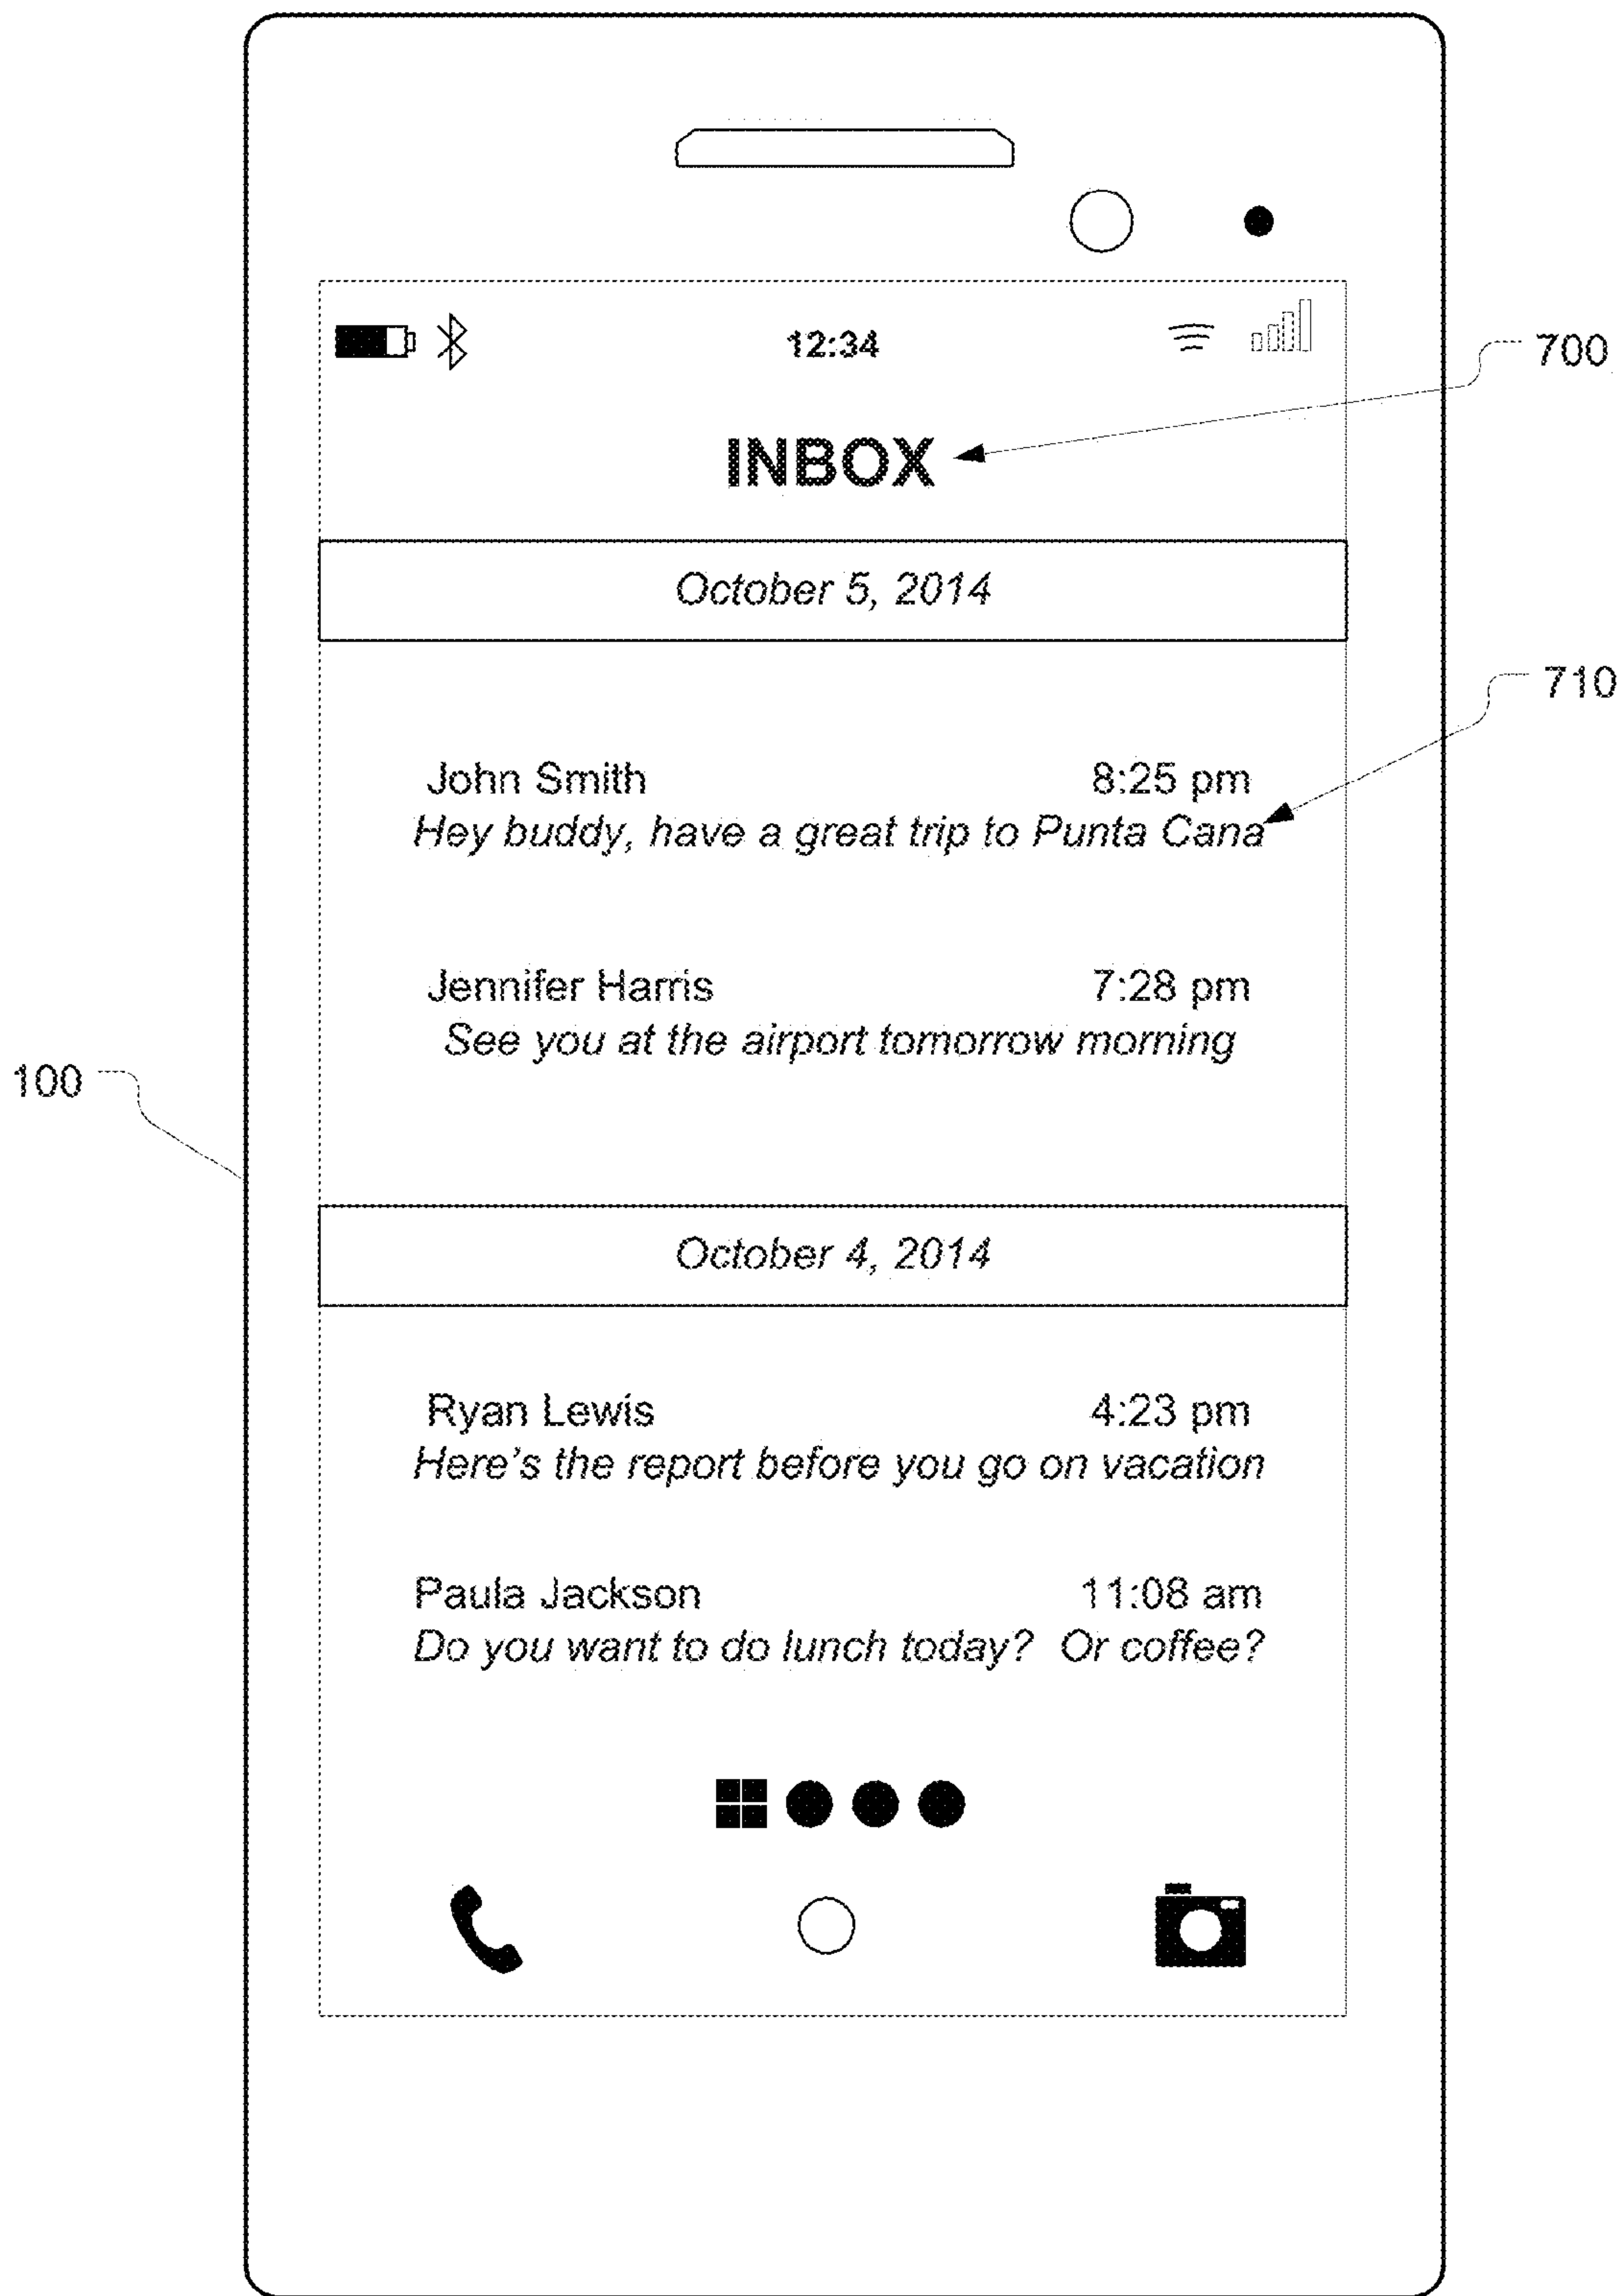 12:34
700
INBOX
October 5, 2014
710
John Smith 8:25 pm
Hey buddy, have a great trip to Punta Cana
Jennifer Harris 7:28 pm
See you at the airport tomorrow morning
100
October 4, 2014
Ryan Lewis 4:23 pm
Here's the report before you go on vacation
Paula Jackson 11:08 am
Do you want to do lunch today?  Or coffee?